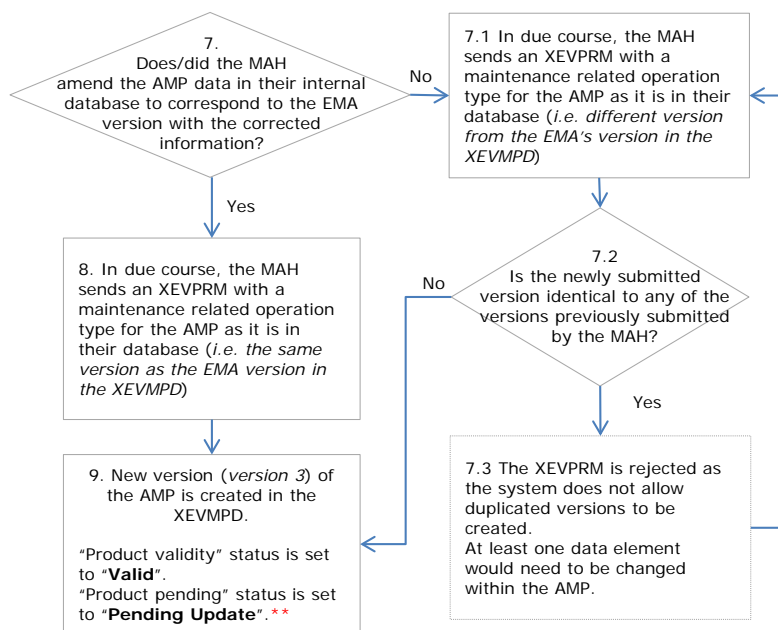 7.
Does/did the MAH
amend the AMP data in their internal
database to correspond to the EMA
version with the corrected
information?
No
7.1 In due course, the MAH
sends an XEVPRM with a
maintenance related operation
type for the AMP as it is in their
database (i.e. different version
from the EMA's version in the
XEVMPD)
Yes
8. In due course, the MAH
sends an XEVPRM with a
maintenance related operation
type for the AMP as it is in
their database (i.e. the same
version as the EMA version in
the XEVMPD)
No
7.2
Is the newly submitted
version identical to any of the
versions previously submitted
by the MAH?
Yes
9. New version (version 3) of
the AMP is created in the
XEVMPD.
"Product validity" status is set
to "Valid".
"Product pending" status is set
to "Pending Update".**
7.3 The XEVPRM is rejected as
the system does not allow
duplicated versions to be
created.
At least one data element
would need to be changed
within the AMP.